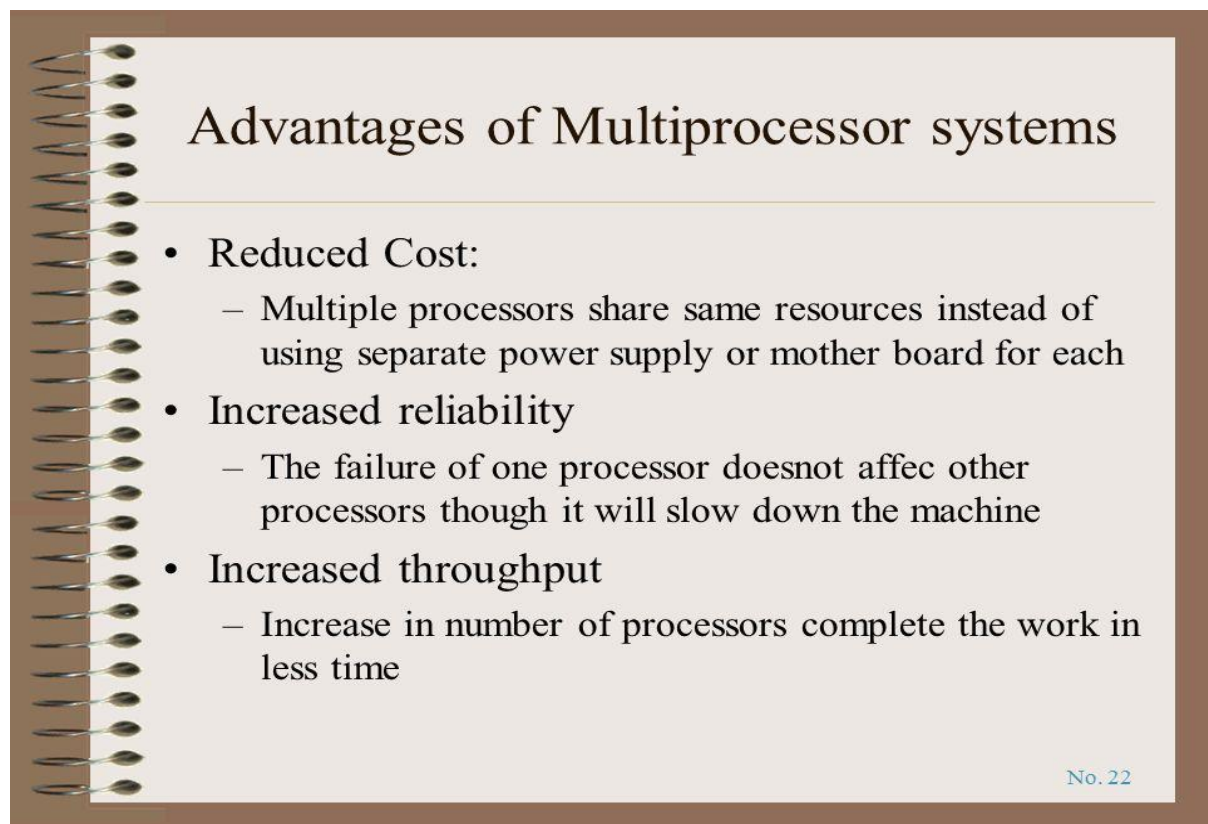 Advantages of Multiprocessor systems
• Reduced Cost:
– Multiple processors share same resources instead of
using separate power supply or mother board for each
• Increased reliability
– The failure of one processor doesnot affec other
processors though it will slow down the machine
• Increased throughput
– Increase in number of processors complete the work in
less time
No. 22